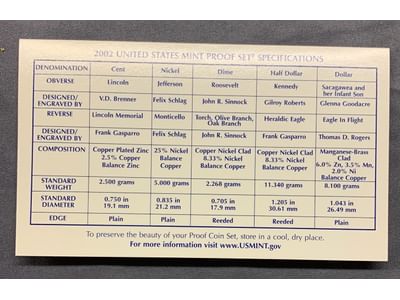 2002 UNITED STATES MINT PROOF SET® SPECIFICATIONS
DENOMINATION Cent Nickel Dime Half Dollar Dollar
OBVERSE Lincoln Jefferson Roosevelt Kennedy Sacagawea and
her Infant Son
DESIGNED/
ENGRAVED BY V.D. Brenner Felix Schlag John R. Sinnock Gilroy Roberts Glenna Goodacre
REVERSE Lincoln Memorial Monticello Torch, Olive Branch,
Oak Branch Heraldic Eagle Eagle In Flight
DESIGNED/
ENGRAVED BY Frank Gasparro Felix Schlag John R. Sinnock Frank Gasparro Thomas D. Rogers
COMPOSITION Copper Plated Zinc
2.5% Copper
Balance Zinc 25% Nickel
Balance
Copper Copper Nickel Clad
8.33% Nickel
Balance Copper Copper Nickel Clad
8.33% Nickel
Balance Copper Manganese-Brass
Clad
6.0% Zn, 3.5% Mn,
2.0% Ni
Balance Copper
STANDARD
WEIGHT 2.500 grams 5.000 grams 2.268 grams 11.340 grams 8.100 grams
STANDARD
DIAMETER 0.750 in
19.1 mm 0.835 in
21.2 mm 0.705 in
17.9 mm 1.205 in
30.61 mm 1.043 in
26.49 mm
EDGE Plain Plain Reeded Reeded Plain
To preserve the beauty of your Proof Coin Set, store in a cool, dry place.
For more information visit www.USMINT.gov